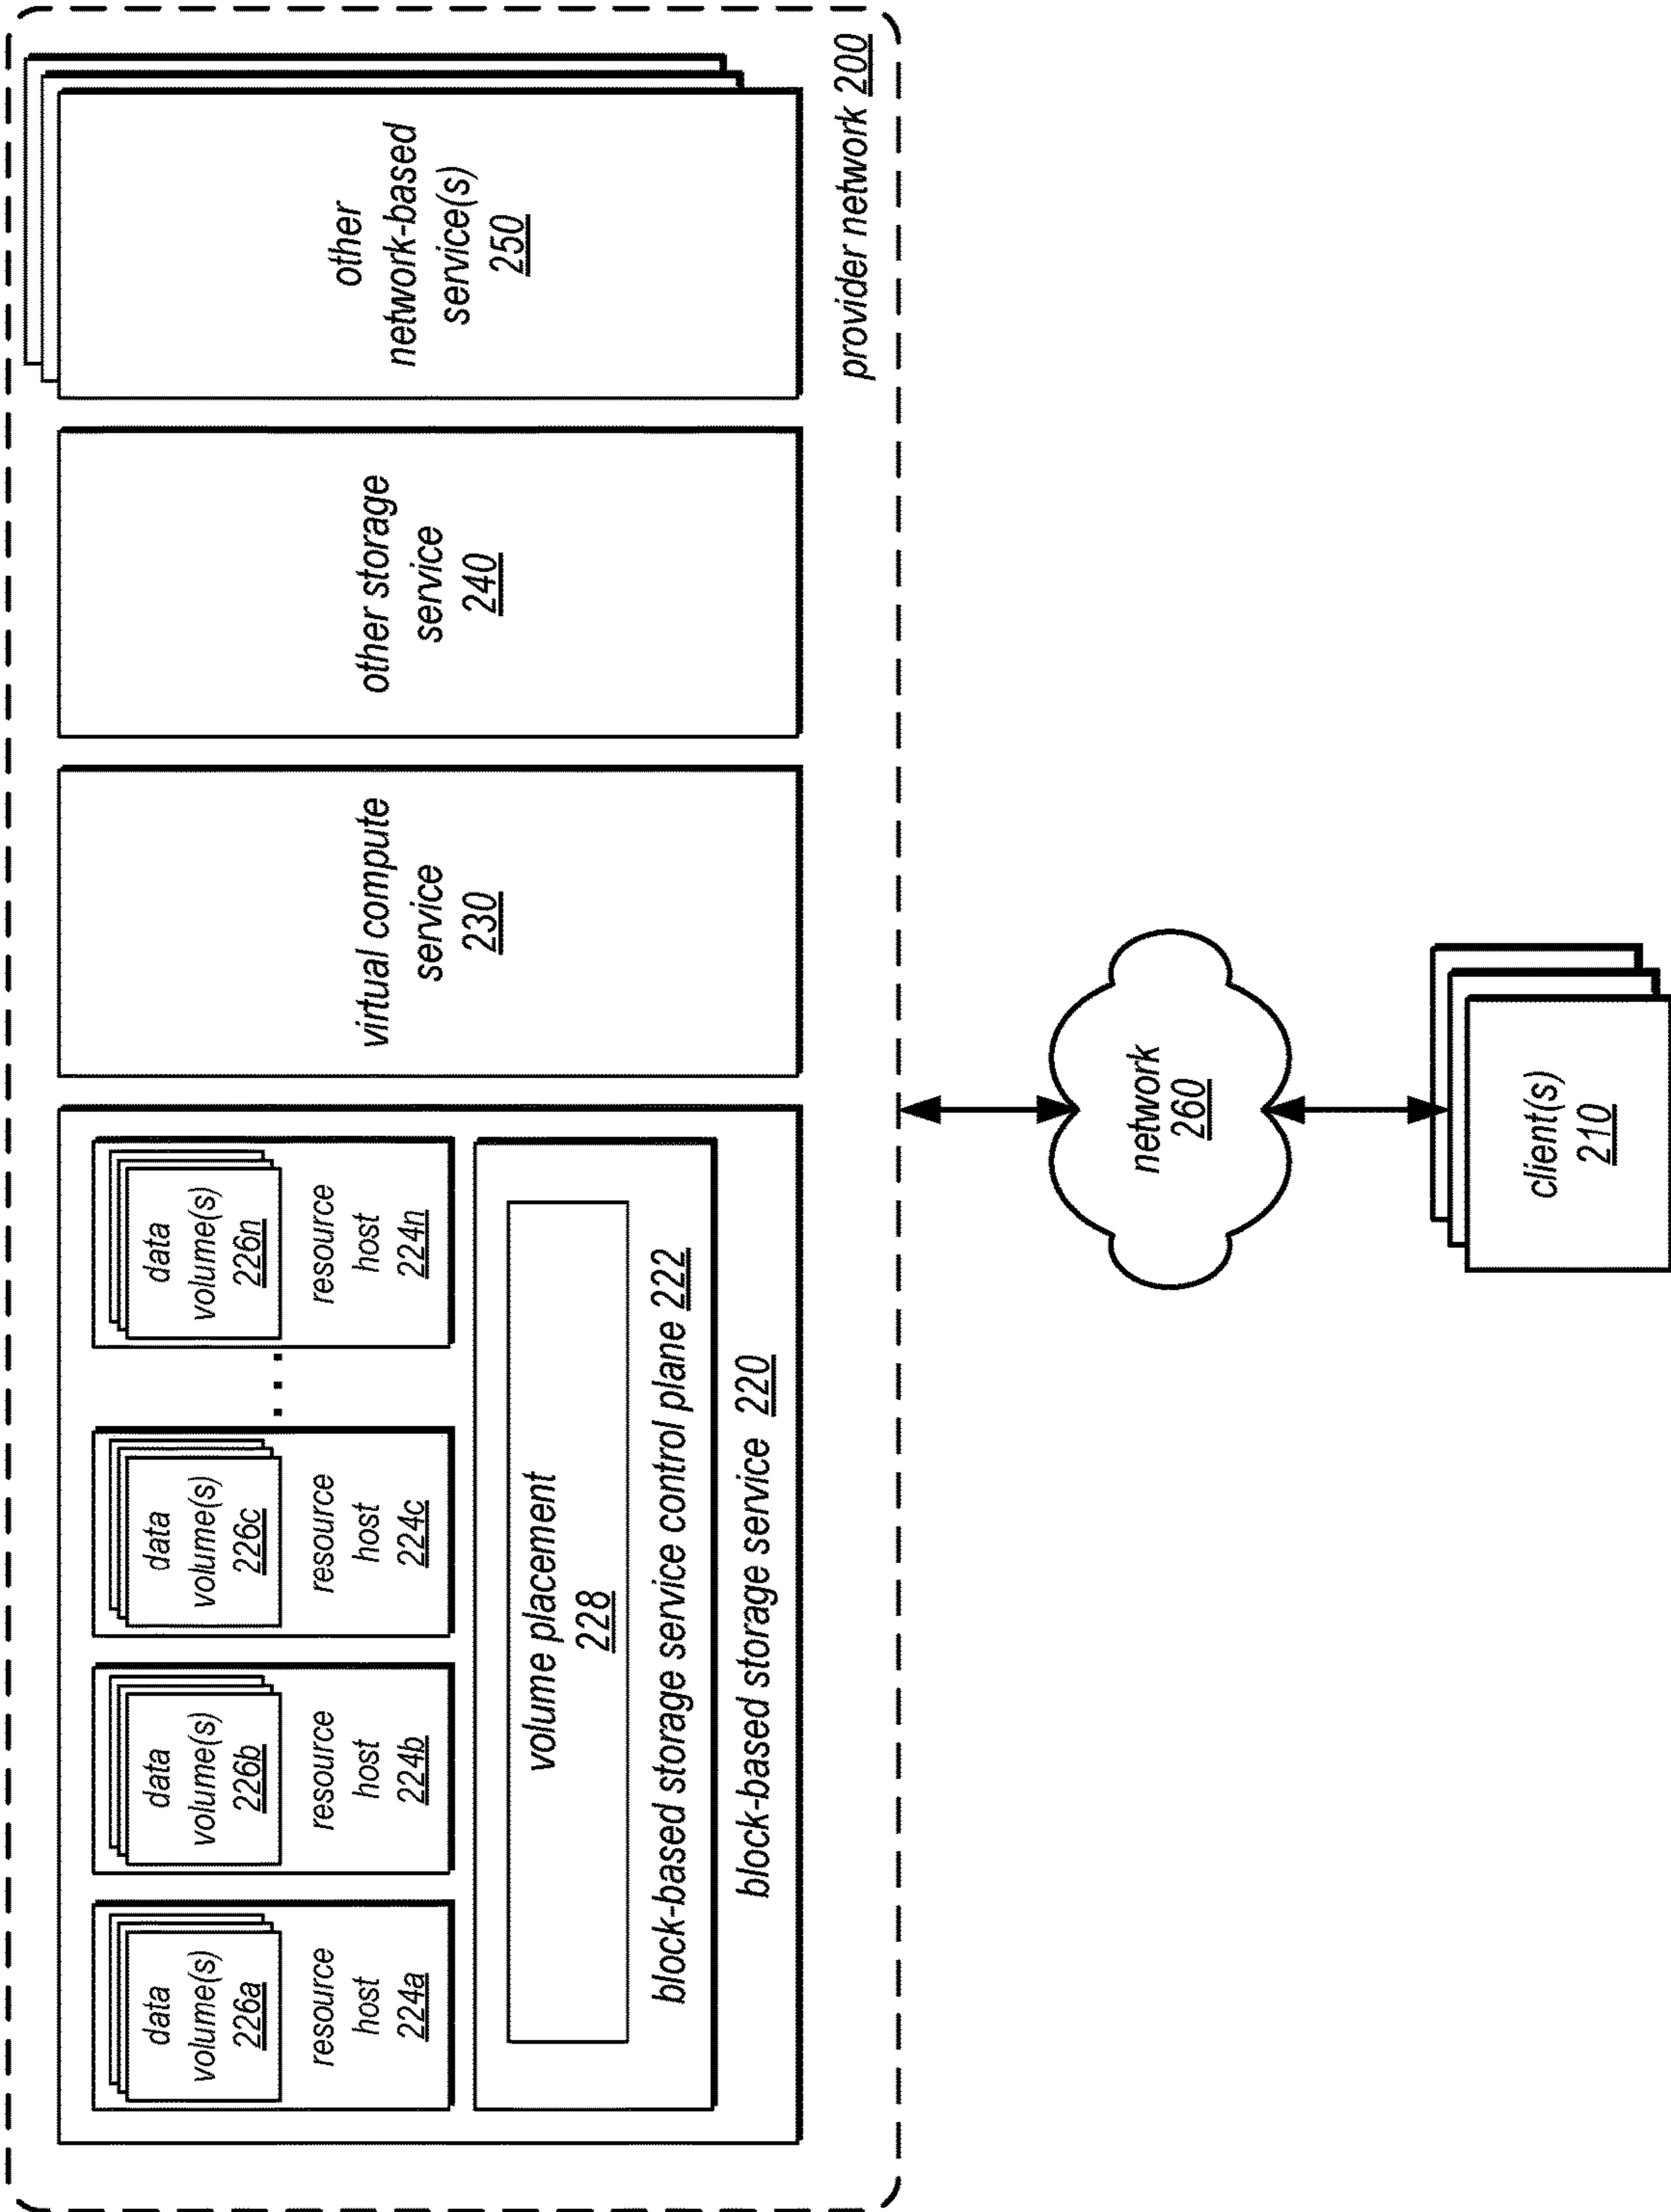 data
volume(s)
226a
resource
host
224a
data
volume(s)
226b
resource
host
224b
data
volume(s)
226c
resource
host
224c
...
data
volume(s)
226n
resource
host
224n
volume placement
228
block-based storage service control plane 222
block-based storage service 220
virtual compute
service
230
other storage
service
240
other
network-based
service(s)
250
provider network 200
network
260
client(s)
210